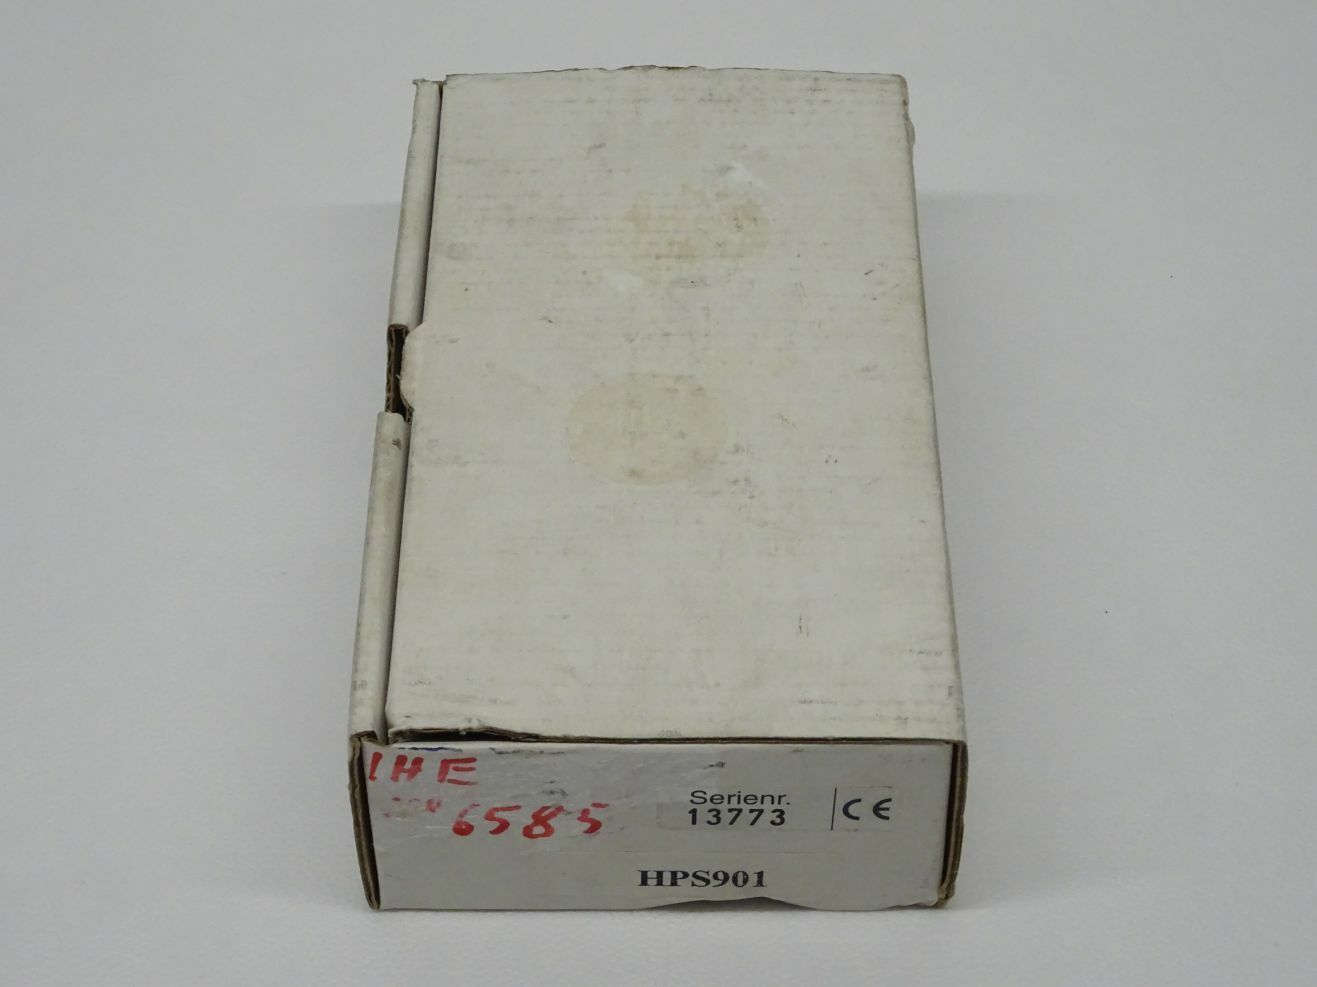 IHE
6585
Serienr.
13773
CE
HPS901